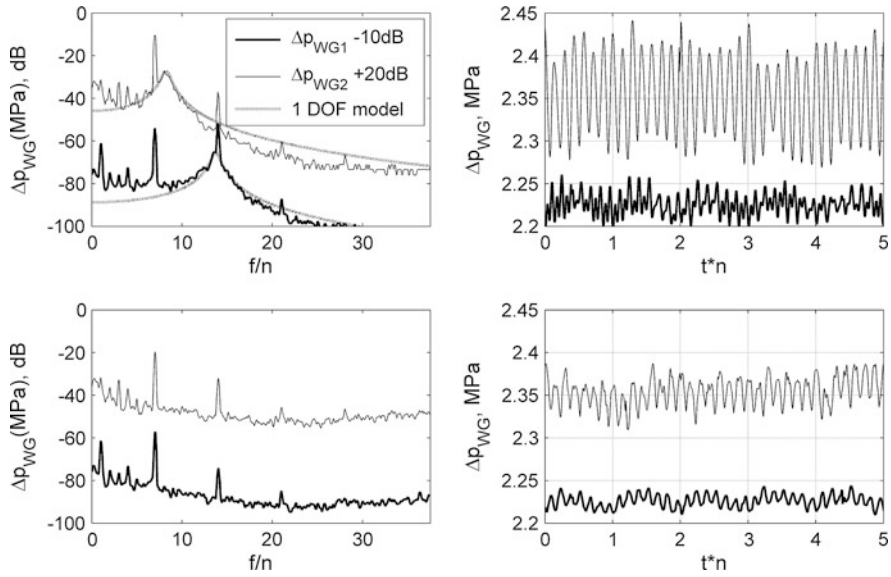 0
-20
-40
-60
-80
-100
Δp_WG(MPa), dB
Δp_WG1 -10dB
Δp_WG2 +20dB
1 DOF model
0 10 20 30
f/n
2.45
2.4
2.35
2.3
2.25
2.2
Δp_WG, MPa
0 1 2 3 4 5
t*n
0
-20
-40
-60
-80
-100
Δp_WG(MPa), dB
0 10 20 30
f/n
2.45
2.4
2.35
2.3
2.25
2.2
Δp_WG, MPa
0 1 2 3 4 5
t*n